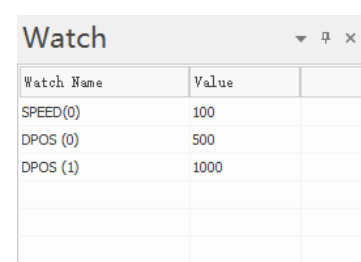 Watch
Watch Name Value
SPEED(0) 100
DPOS (0) 500
DPOS (1) 1000